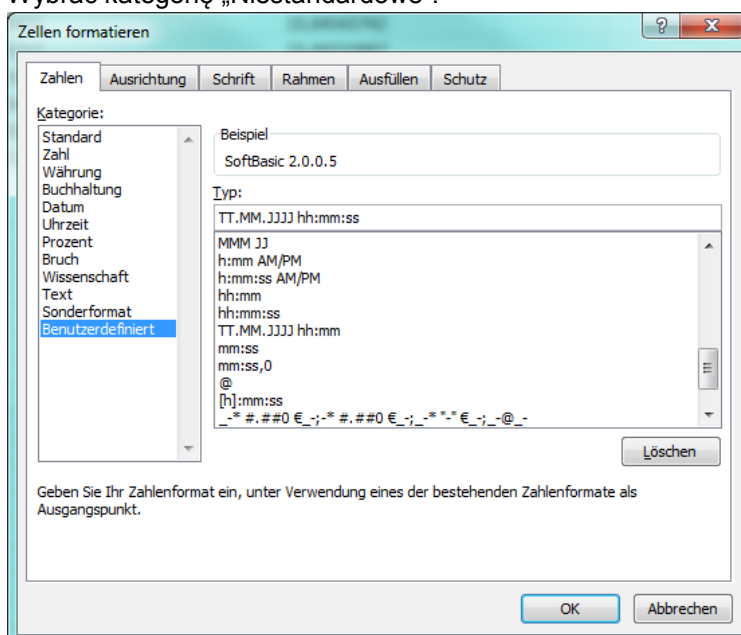 Wybrać kategorię „Niestandardowe”.
Zellen formatieren
Zahlen Ausrichtung Schrift Rahmen Ausfüllen Schutz
Kategorie:
Standard
Zahl
Währung
Buchhaltung
Datum
Uhrzeit
Prozent
Bruch
Wissenschaft
Text
Sonderformat
Benutzerdefiniert
Beispiel
SoftBasic 2.0.0.5
Typ:
TT.MM.JJJJ hh:mm:ss
MMM JJ
h:mm AM/PM
h:mm:ss AM/PM
hh:mm
hh:mm:ss
TT.MM.JJJJ hh:mm
mm:ss
mm:ss,0
@
[h]:mm:ss
_-* #.##0 €_-;-* #.##0 €_-;_-* "-" €_-;_-@_-
Löschen
Geben Sie Ihr Zahlenformat ein, unter Verwendung eines der bestehenden Zahlenformate als
Ausgangspunkt.
OK Abbrechen